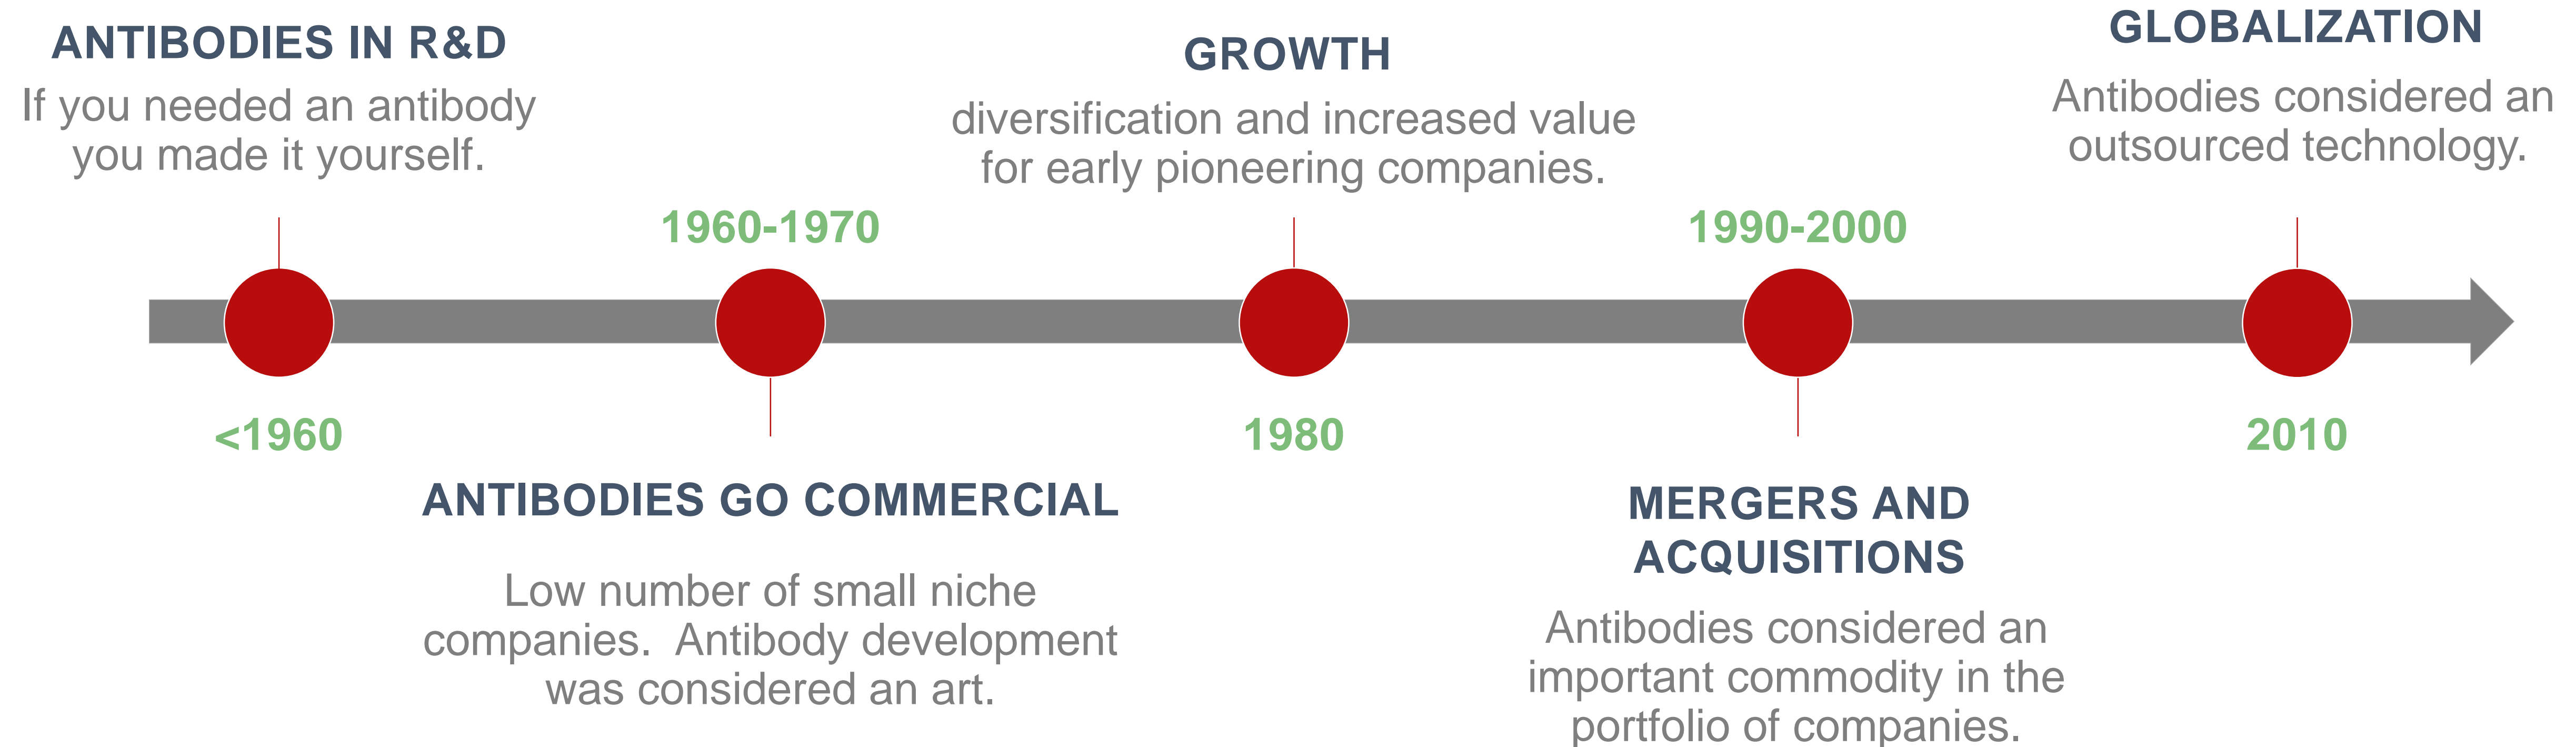 ANTIBODIES IN R&D
If you needed an antibody
you made it yourself.
<1960
1960-1970
ANTIBODIES GO COMMERCIAL
Low number of small niche
companies.  Antibody development
was considered an art.
GROWTH
diversification and increased value
for early pioneering companies.
1980
1990-2000
MERGERS AND
ACQUISITIONS
Antibodies considered an
important commodity in the
portfolio of companies.
GLOBALIZATION
Antibodies considered an
outsourced technology.
2010